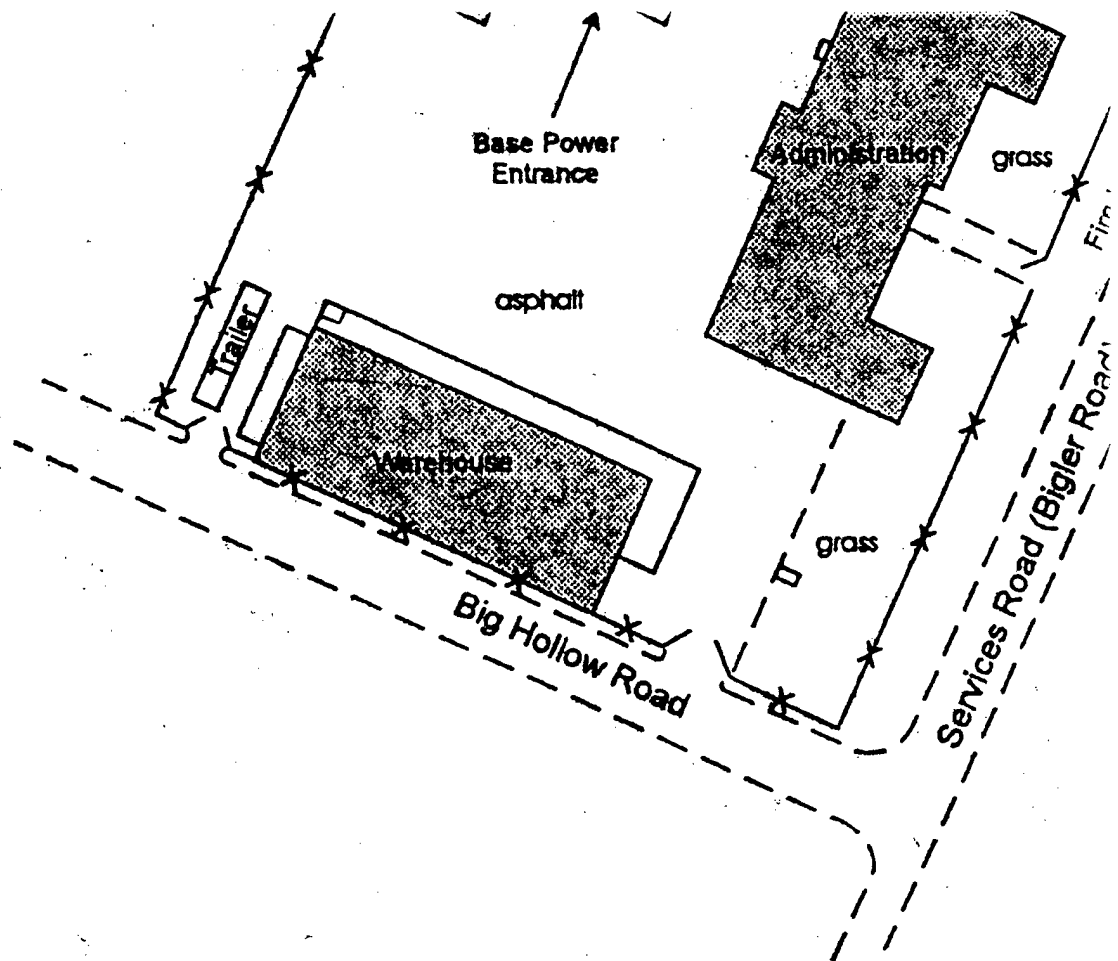 Base Power
Entrance
Administration
grass
asphalt
Trailer
Warehouse
grass
Big Hollow Road
Services Road (Bigler Road)